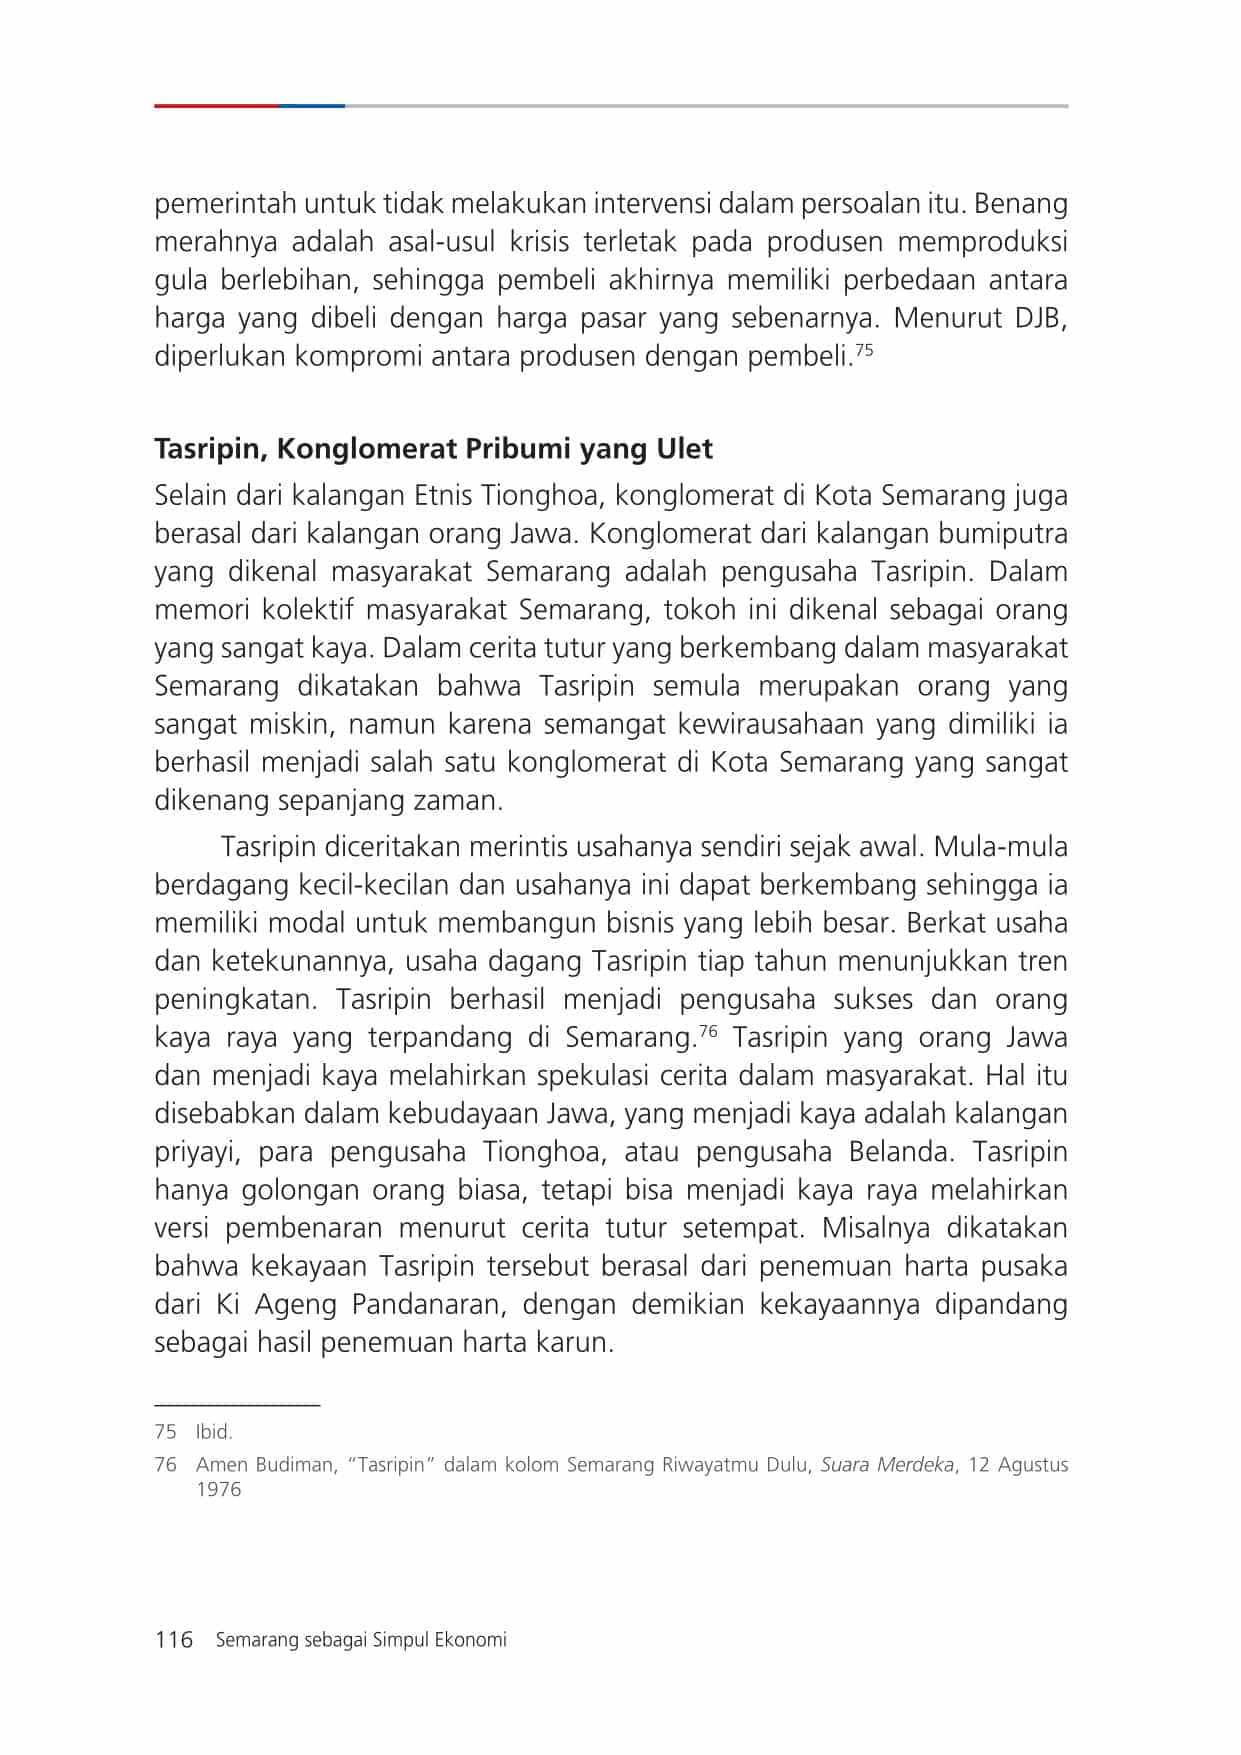 pemerintah untuk tidak melakukan intervensi dalam persoalan itu. Benang
merahnya adalah asal-usul krisis terletak pada produsen memproduksi
gula berlebihan, sehingga pembeli akhirnya memiliki perbedaan antara
harga yang dibeli dengan harga pasar yang sebenarnya. Menurut DJB,
diperlukan kompromi antara produsen dengan pembeli.75
Tasripin, Konglomerat Pribumi yang Ulet
Selain dari kalangan Etnis Tionghoa, konglomerat di Kota Semarang juga
berasal dari kalangan orang Jawa. Konglomerat dari kalangan bumiputra
yang dikenal masyarakat Semarang adalah pengusaha Tasripin. Dalam
memori kolektif masyarakat Semarang, tokoh ini dikenal sebagai orang
yang sangat kaya. Dalam cerita tutur yang berkembang dalam masyarakat
Semarang dikatakan bahwa Tasripin semula merupakan orang yang
sangat miskin, namun karena semangat kewirausahaan yang dimiliki ia
berhasil menjadi salah satu konglomerat di Kota Semarang yang sangat
dikenang sepanjang zaman.
Tasripin diceritakan merintis usahanya sendiri sejak awal. Mula-mula
berdagang kecil-kecilan dan usahanya ini dapat berkembang sehingga ia
memiliki modal untuk membangun bisnis yang lebih besar. Berkat usaha
dan ketekunannya, usaha dagang Tasripin tiap tahun menunjukkan tren
peningkatan. Tasripin berhasil menjadi pengusaha sukses dan orang
kaya raya yang terpandang di Semarang.76 Tasripin yang orang Jawa
dan menjadi kaya melahirkan spekulasi cerita dalam masyarakat. Hal itu
disebabkan dalam kebudayaan Jawa, yang menjadi kaya adalah kalangan
priyayi, para pengusaha Tionghoa, atau pengusaha Belanda. Tasripin
hanya golongan orang biasa, tetapi bisa menjadi kaya raya melahirkan
versi pembenaran menurut cerita tutur setempat. Misalnya dikatakan
bahwa kekayaan Tasripin tersebut berasal dari penemuan harta pusaka
dari Ki Ageng Pandanaran, dengan demikian kekayaannya dipandang
sebagai hasil penemuan harta karun.
75 Ibid.
76 Amen Budiman, “Tasripin” dalam kolom Semarang Riwayatmu Dulu, Suara Merdeka, 12 Agustus
1976
116 Semarang sebagai Simpul Ekonomi